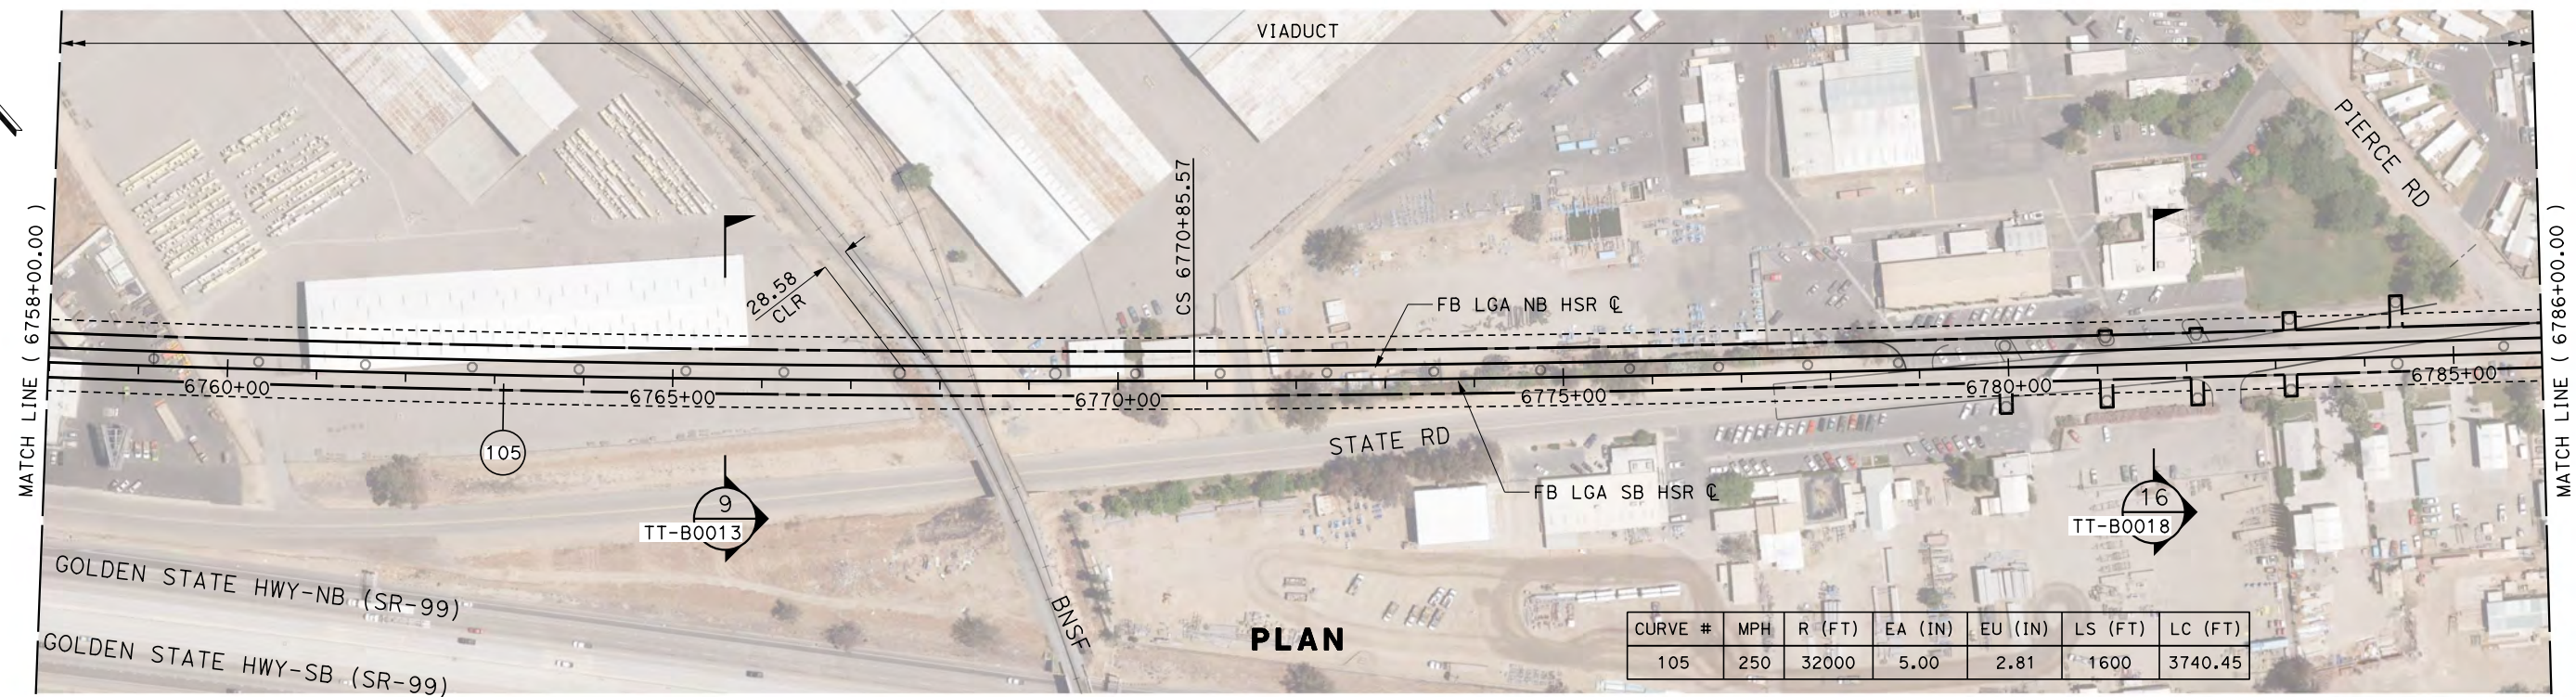 VIADUCT
MATCH LINE ( 6758+00.00 )
PIERCE RD
28.58
CLR
CS 6770+85.57
FB LGA NB HSR ℄
6760+00
6765+00
6770+00
6775+00
6780+00
6785+00
MATCH LINE ( 6786+00.00 )
105
STATE RD
FB LGA SB HSR ℄
9
TT-B0013
16
TT-B0018
GOLDEN STATE HWY-NB (SR-99)
BNSF
GOLDEN STATE HWY-SB (SR-99)
PLAN
CURVE # MPH R (FT) EA (IN) EU (IN) LS (FT) LC (FT)
105 250 32000 5.00 2.81 1600 3740.45